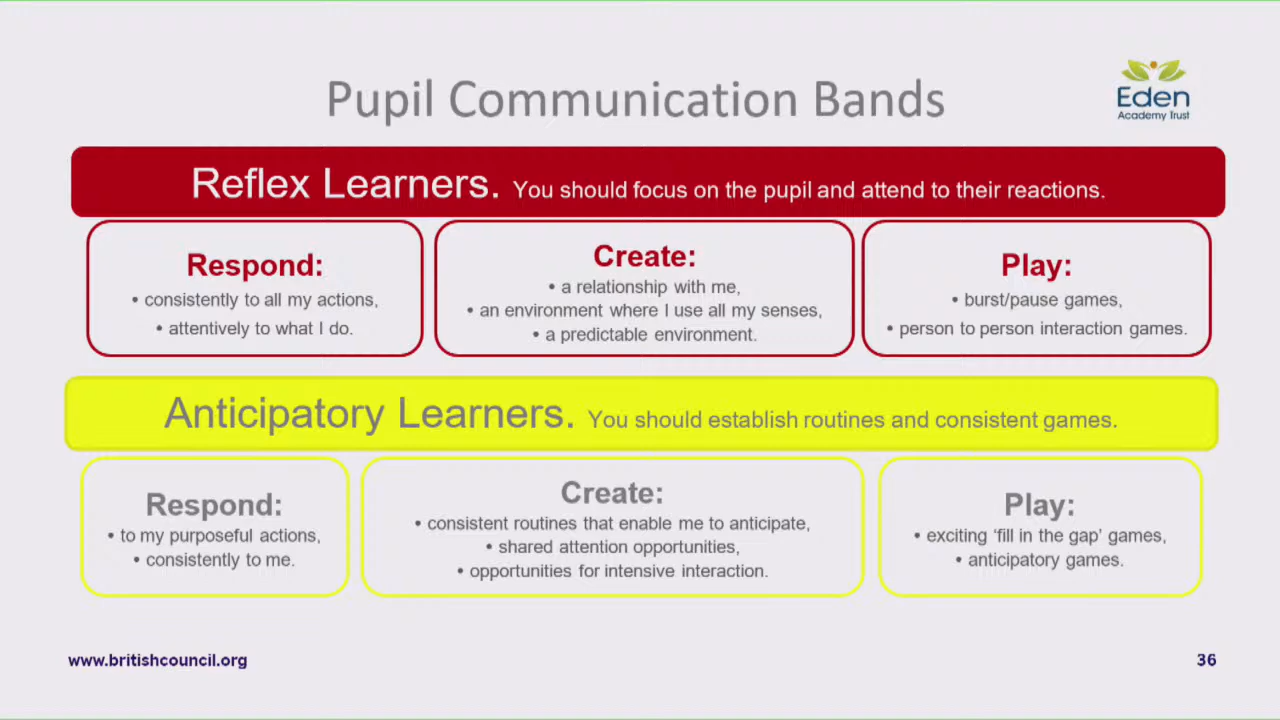 Pupil Communication Bands
Eden
Academy Trust
Reflex Learners. You should focus on the pupil and attend to their reactions.
Respond:
• consistently to all my actions,
• attentively to what I do.
Create:
• a relationship with me,
• an environment where I use all my senses,
• a predictable environment.
Play:
• burst/pause games,
• person to person interaction games.
Anticipatory Learners. You should establish routines and consistent games.
Respond:
• to my purposeful actions,
• consistently to me.
Create:
• consistent routines that enable me to anticipate,
• shared attention opportunities,
• opportunities for intensive interaction.
Play:
• exciting ‘fill in the gap’ games,
• anticipatory games.
www.britishcouncil.org
36